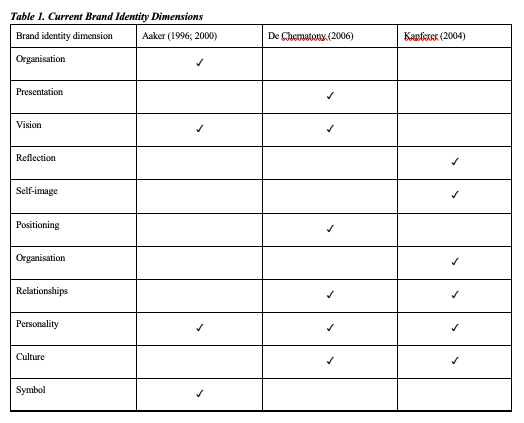 Table 1. Current Brand Identity Dimensions
Brand identity dimension Aaker (1996; 2000) De Chernatony (2006) Kapferer (2004)
Organisation ✓
Presentation ✓
Vision ✓ ✓
Reflection ✓
Self-image ✓
Positioning ✓
Organisation ✓
Relationships ✓ ✓
Personality ✓ ✓ ✓
Culture ✓ ✓
Symbol ✓